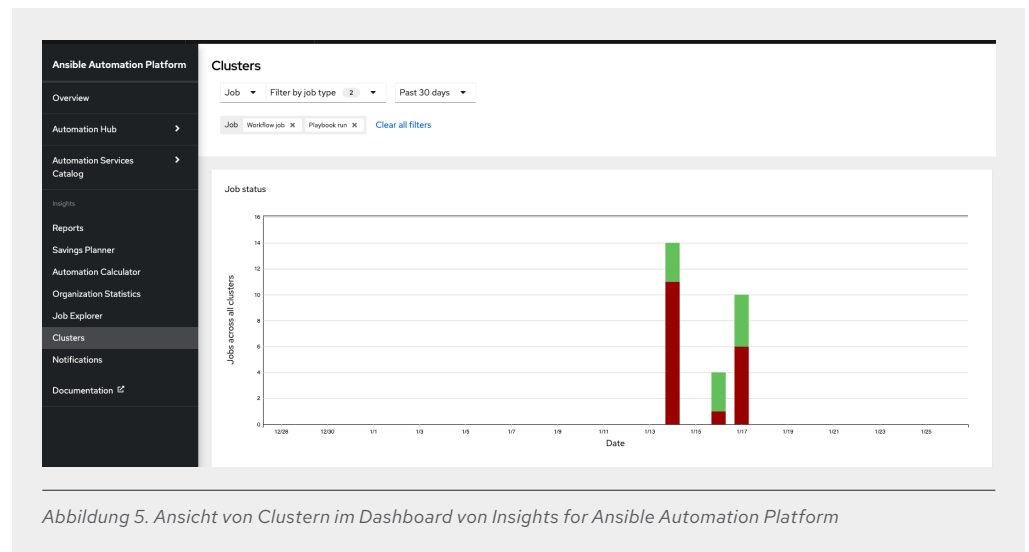 Ansible Automation Platform
Overview
Automation Hub
Automation Services
Catalog
Insights
Reports
Savings Planner
Automation Calculator
Organization Statistics
Job Explorer
Clusters
Notifications
Documentation
Clusters
Job Filter by job type 2 Past 30 days
Job Workflow job × Playbook run × Clear all filters
Job status
Jobs across all clusters
16
14
12
10
8
6
4
2
0
12/28 12/30 1/1 1/3 1/5 1/7 1/9 1/11 1/13 1/15 1/17 1/19 1/21 1/23 1/25
Date
Abbildung 5. Ansicht von Clustern im Dashboard von Insights for Ansible Automation Platform